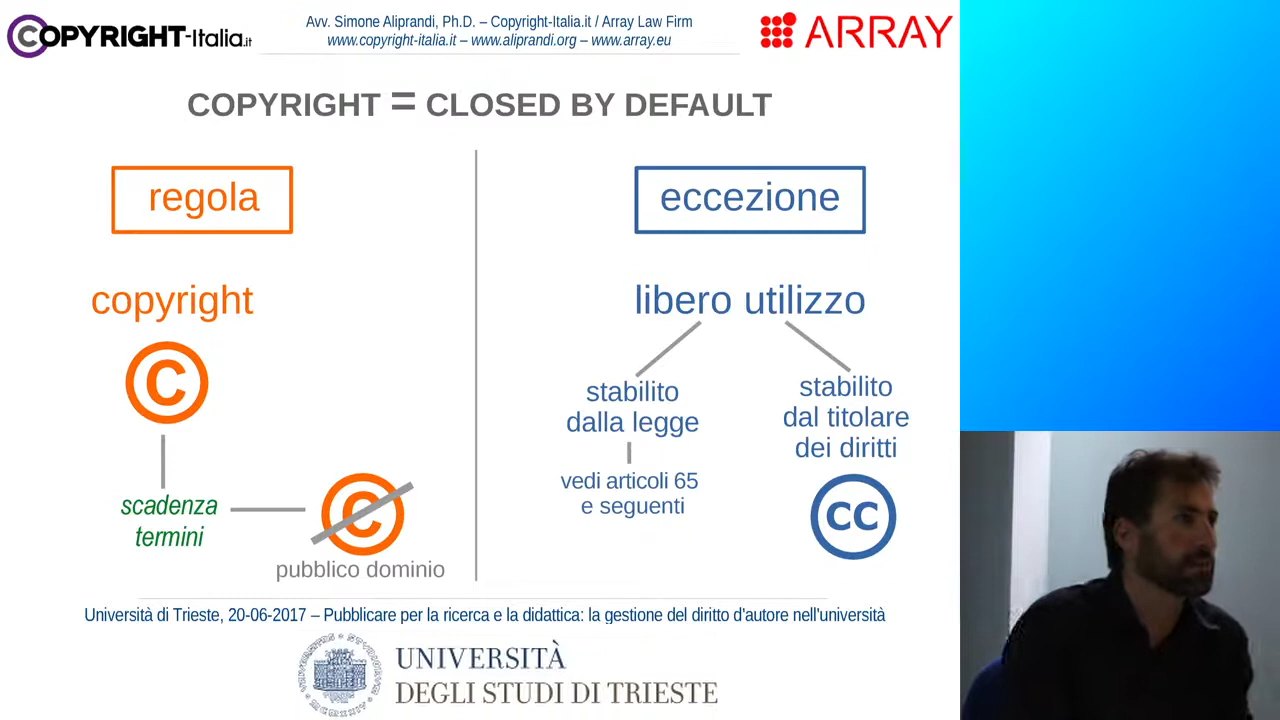 COPYRIGHT-Italia.it
Avv. Simone Aliprandi, Ph.D. – Copyright-Italia.it / Array Law Firm
www.copyright-italia.it – www.aliprandi.org – www.array.eu
ARRAY
COPYRIGHT = CLOSED BY DEFAULT
regola
copyright
C
scadenza
termini
C
pubblico dominio
eccezione
libero utilizzo
stabilito
dalla legge
vedi articoli 65
e seguenti
stabilito
dal titolare
dei diritti
CC
Università di Trieste, 20-06-2017 – Pubblicare per la ricerca e la didattica: la gestione del diritto d'autore nell'università
UNIVERSITÀ
DEGLI STUDI DI TRIESTE